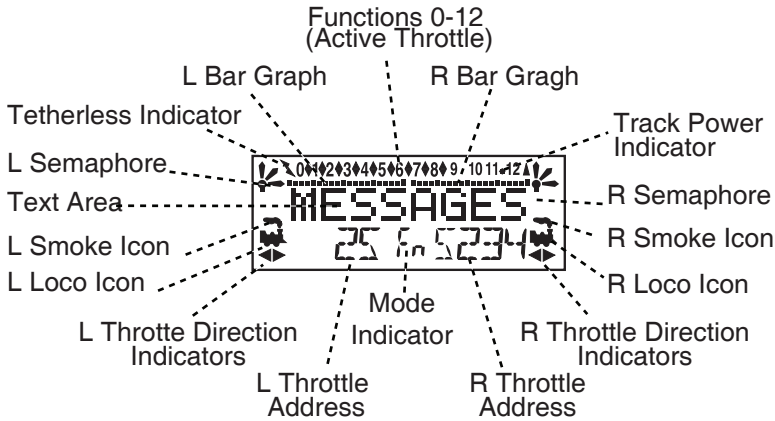 Functions 0-12
(Active Throttle)
L Bar Graph
R Bar Gragh
Tetherless Indicator
Track Power
Indicator
L Semaphore
0♦1♦2♦3♦4♦5♦6♦7♦8♦9 10 11 12
R Semaphore
Text Area
MESSAGES
L Smoke Icon
R Smoke Icon
25 Fn 5234
L Loco Icon
R Loco Icon
L Throtte Direction
Indicators
Mode
Indicator
R Throttle Direction
Indicators
L Throttle
Address
R Throttle
Address